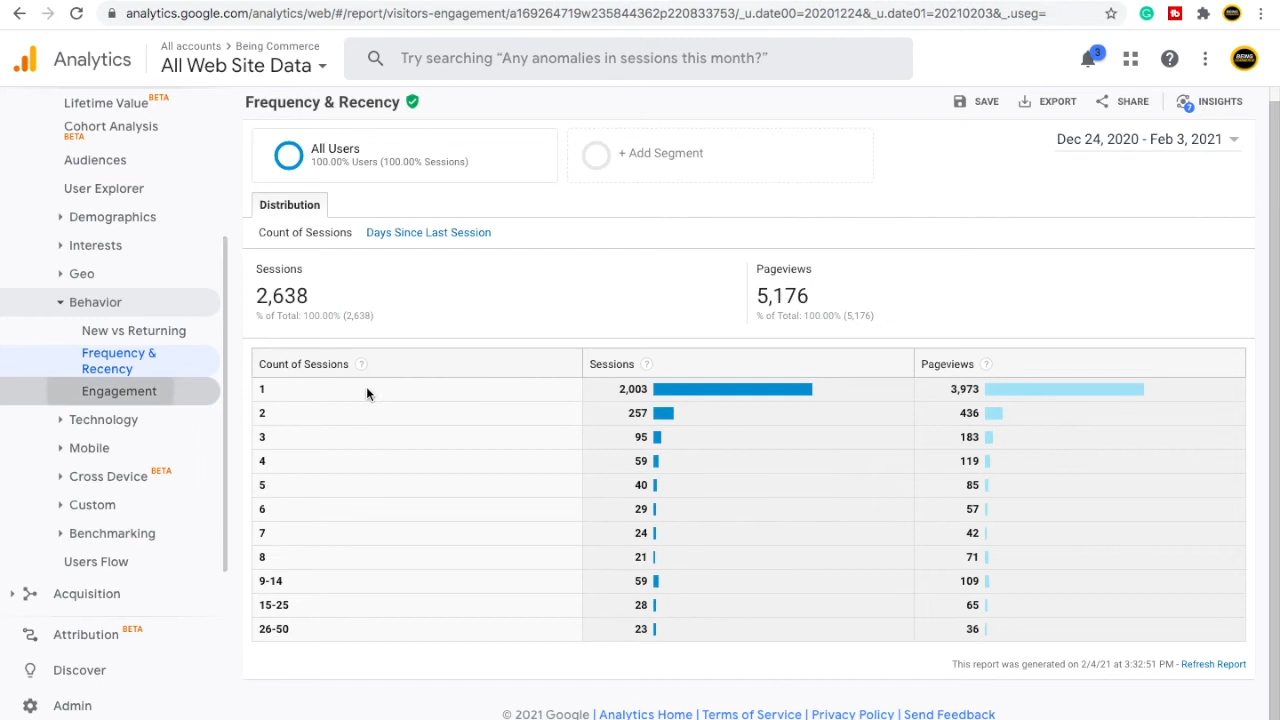 analytics.google.com/analytics/web/#/report/visitors-engagement/a169264719w235844362p220833753/_u.date00=20201224&_u.date01=20210203&_.useg=
Analytics
All accounts > Being Commerce
All Web Site Data
Try searching “Any anomalies in sessions this month?”
3
Lifetime Value BETA
Cohort Analysis
BETA
Audiences
User Explorer
Demographics
Interests
Geo
Behavior
New vs Returning
Frequency &
Recency
Engagement
Technology
Mobile
Cross Device BETA
Custom
Benchmarking
Users Flow
Acquisition
Attribution BETA
Discover
Admin
Frequency & Recency
SAVE
EXPORT
SHARE
INSIGHTS
7
All Users
100.00% Users (100.00% Sessions)
+ Add Segment
Dec 24, 2020 - Feb 3, 2021
Distribution
Count of Sessions Days Since Last Session
Sessions
2,638
% of Total: 100.00% (2,638)
Pageviews
5,176
% of Total: 100.00% (5,176)
Count of Sessions ? Sessions ? Pageviews ?
1 2,003 3,973
2 257 436
3 95 183
4 59 119
5 40 85
6 29 57
7 24 42
8 21 71
9-14 59 109
15-25 28 65
26-50 23 36
This report was generated on 2/4/21 at 3:32:51 PM - Refresh Report
© 2021 Google | Analytics Home | Terms of Service | Privacy Policy | Send Feedback